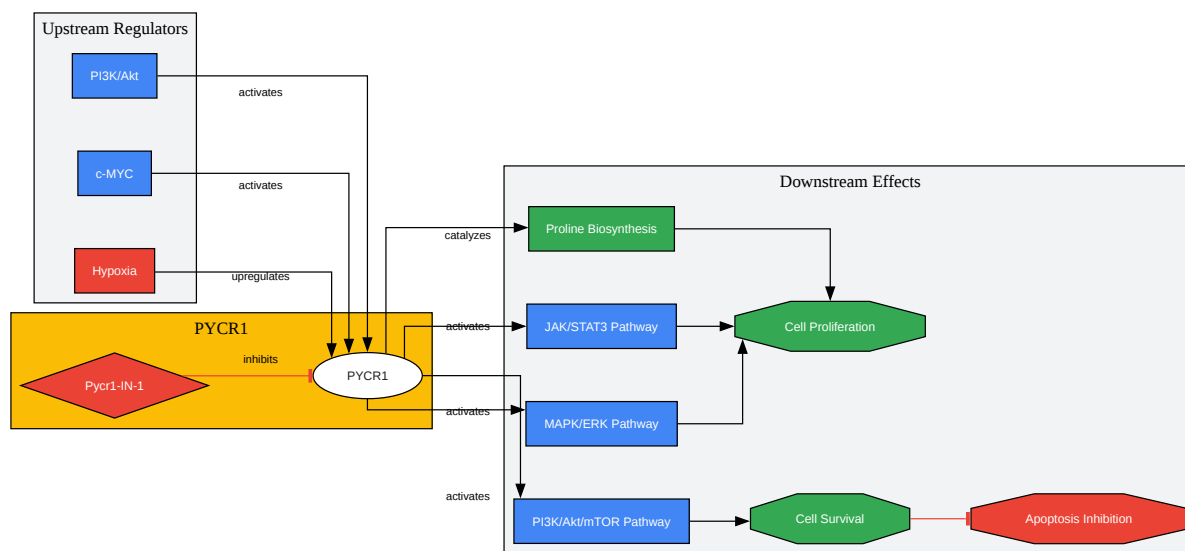 Upstream Regulators
PI3K/Akt
activates
c-MYC
activates
Hypoxia
upregulates
PYCR1
inhibits
Pycr1-IN-1
PYCR1
Downstream Effects
catalyzes
Proline Biosynthesis
activates
JAK/STAT3 Pathway
Cell Proliferation
activates
MAPK/ERK Pathway
activates
PI3K/Akt/mTOR Pathway
Cell Survival
Apoptosis Inhibition